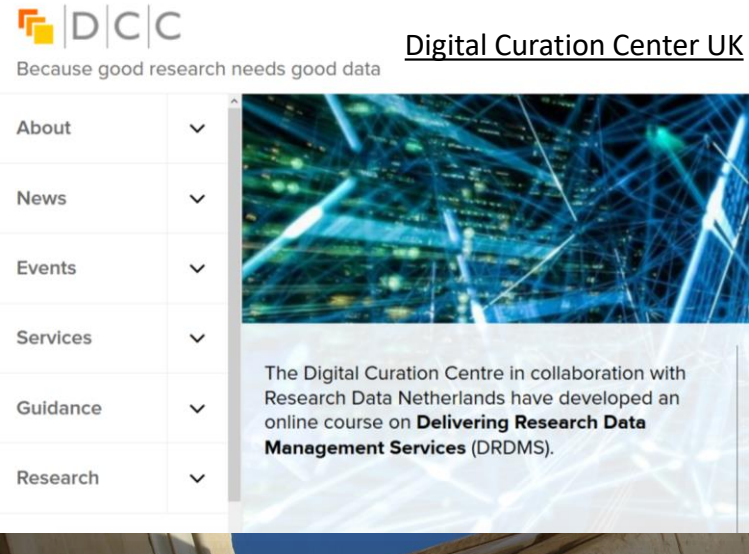 D|C|C
Because good research needs good data
Digital Curation Center UK
About
News
Events
Services
Guidance
Research
The Digital Curation Centre in collaboration with
Research Data Netherlands have developed an
online course on Delivering Research Data
Management Services (DRDMS).